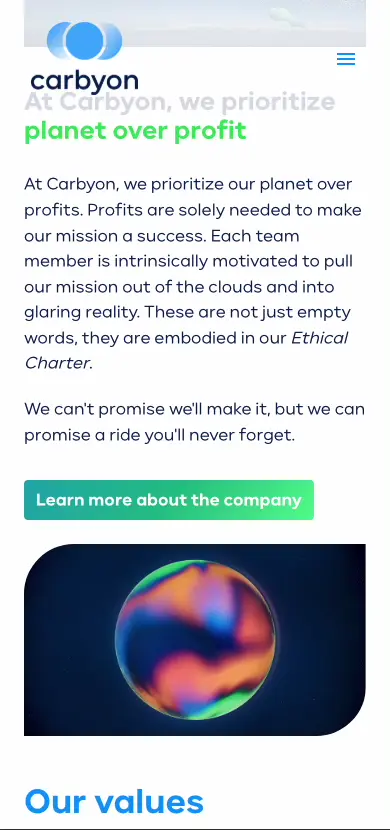 carbyon
At Carbyon, we prioritize
planet over profit
At Carbyon, we prioritize our planet over
profits. Profits are solely needed to make
our mission a success. Each team
member is intrinsically motivated to pull
our mission out of the clouds and into
glaring reality. These are not just empty
words, they are embodied in our Ethical
Charter.
We can't promise we'll make it, but we can
promise a ride you'll never forget.
Learn more about the company
Our values